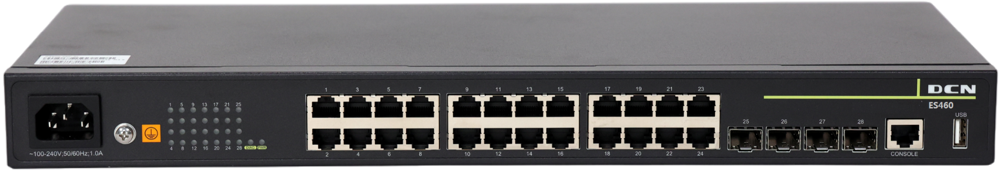 DCN
ES460
USB
1 3 5 7 9 11 13 15 17 19 21 23
1 5 9 13 17 21 25
25 26 27 28
4 8 12 16 20 24 28 DIAG PWR
~100-240V;50/60Hz;1.0A
2 4 6 8 10 12 14 16 18 20 22 24
CONSOLE